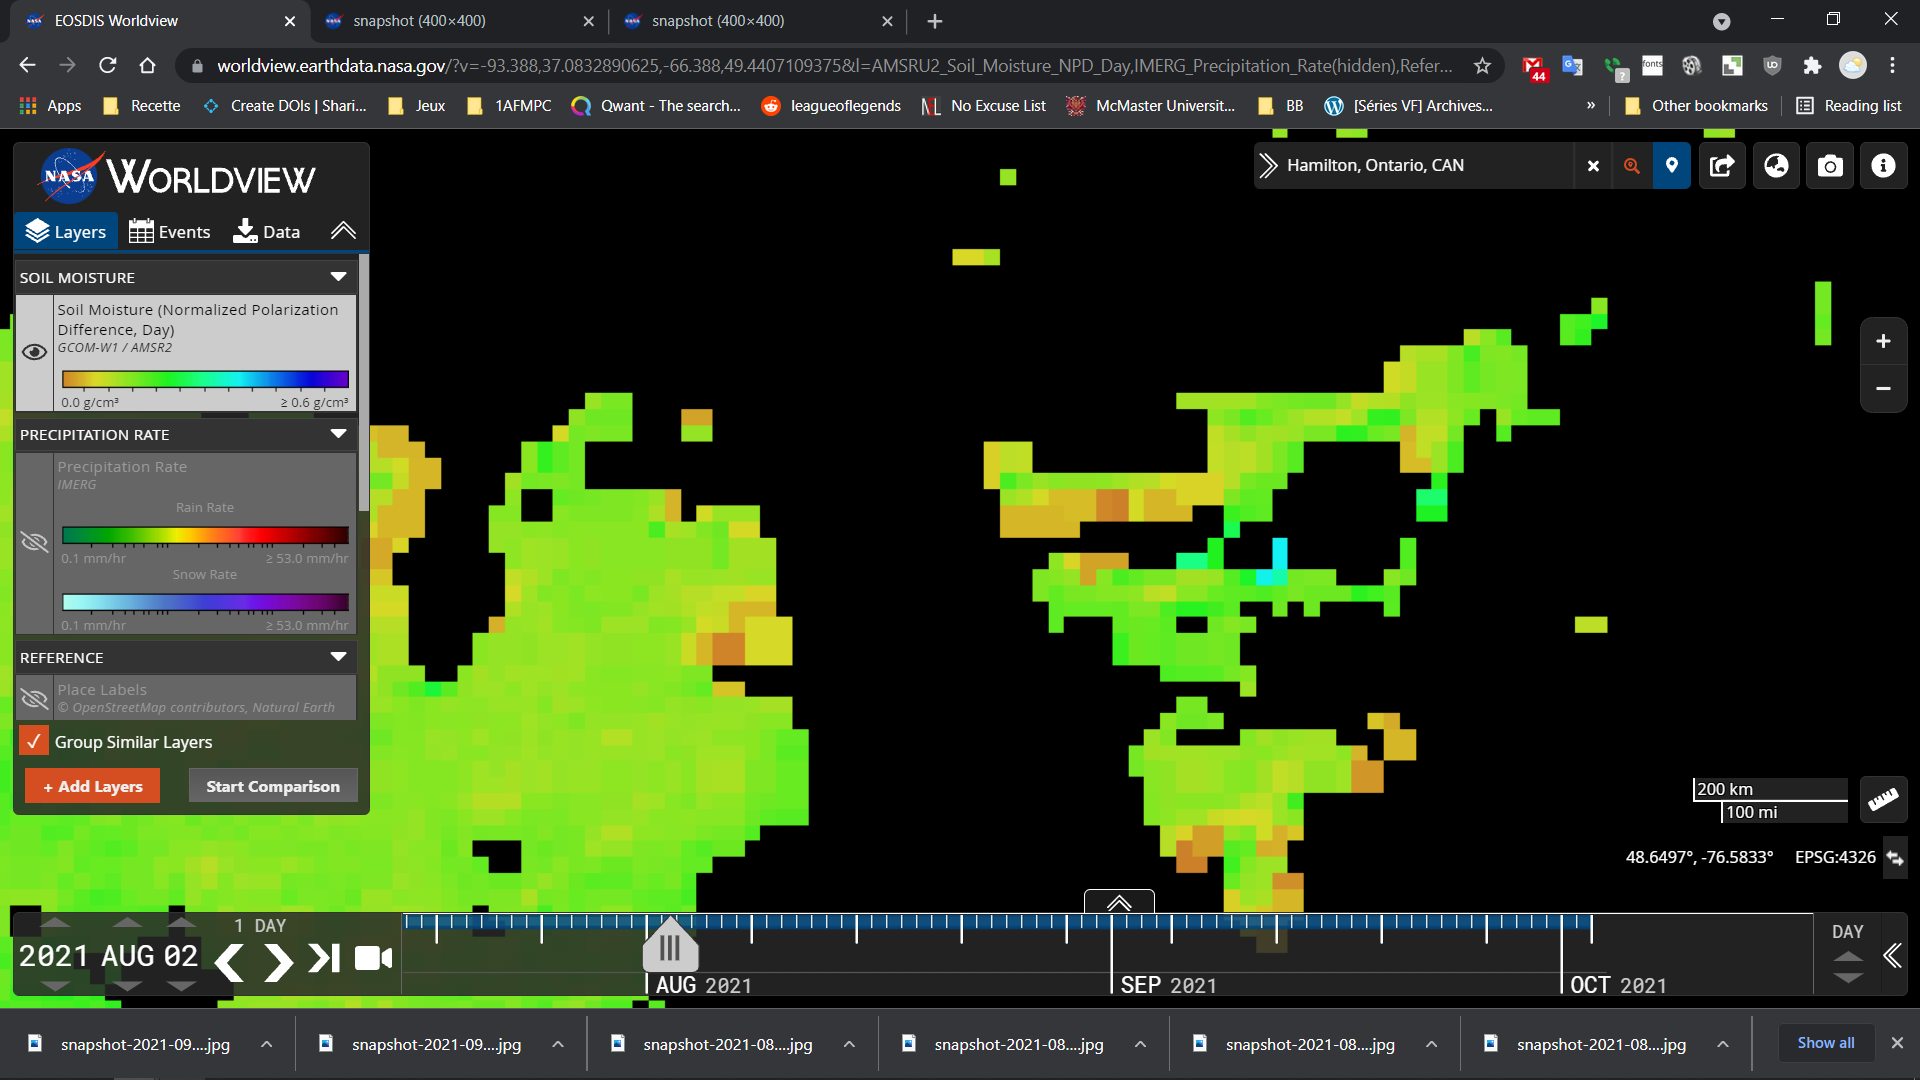 EOSDIS Worldview
snapshot (400×400)
snapshot (400×400)
worldview.earthdata.nasa.gov/?v=-93.388,37.0832890625,-66.388,49.4407109375&l=AMSRU2_Soil_Moisture_NPD_Day,IMERG_Precipitation_Rate(hidden),Refer...
44
?
fonts
Apps
Recette
Create DOIs | Shari...
Jeux
1AFMPC
Qwant - The search...
leagueoflegends
No Excuse List
McMaster Universit...
BB
[Séries VF] Archives...
»
Other bookmarks
Reading list
NASA WORLDVIEW
Hamilton, Ontario, CAN
Layers
Events
Data
SOIL MOISTURE
Soil Moisture (Normalized Polarization
Difference, Day)
GCOM-W1 / AMSR2
0.0 g/cm³
≥ 0.6 g/cm³
PRECIPITATION RATE
Precipitation Rate
IMERG
Rain Rate
0.1 mm/hr
≥ 53.0 mm/hr
Snow Rate
0.1 mm/hr
≥ 53.0 mm/hr
REFERENCE
Place Labels
© OpenStreetMap contributors, Natural Earth
Group Similar Layers
+ Add Layers
Start Comparison
200 km
100 mi
48.6497°, -76.5833°
EPSG:4326
1 DAY
2021 AUG 02
AUG 2021
SEP 2021
OCT 2021
DAY
snapshot-2021-09....jpg
snapshot-2021-09....jpg
snapshot-2021-08....jpg
snapshot-2021-08....jpg
snapshot-2021-08....jpg
snapshot-2021-08....jpg
Show all